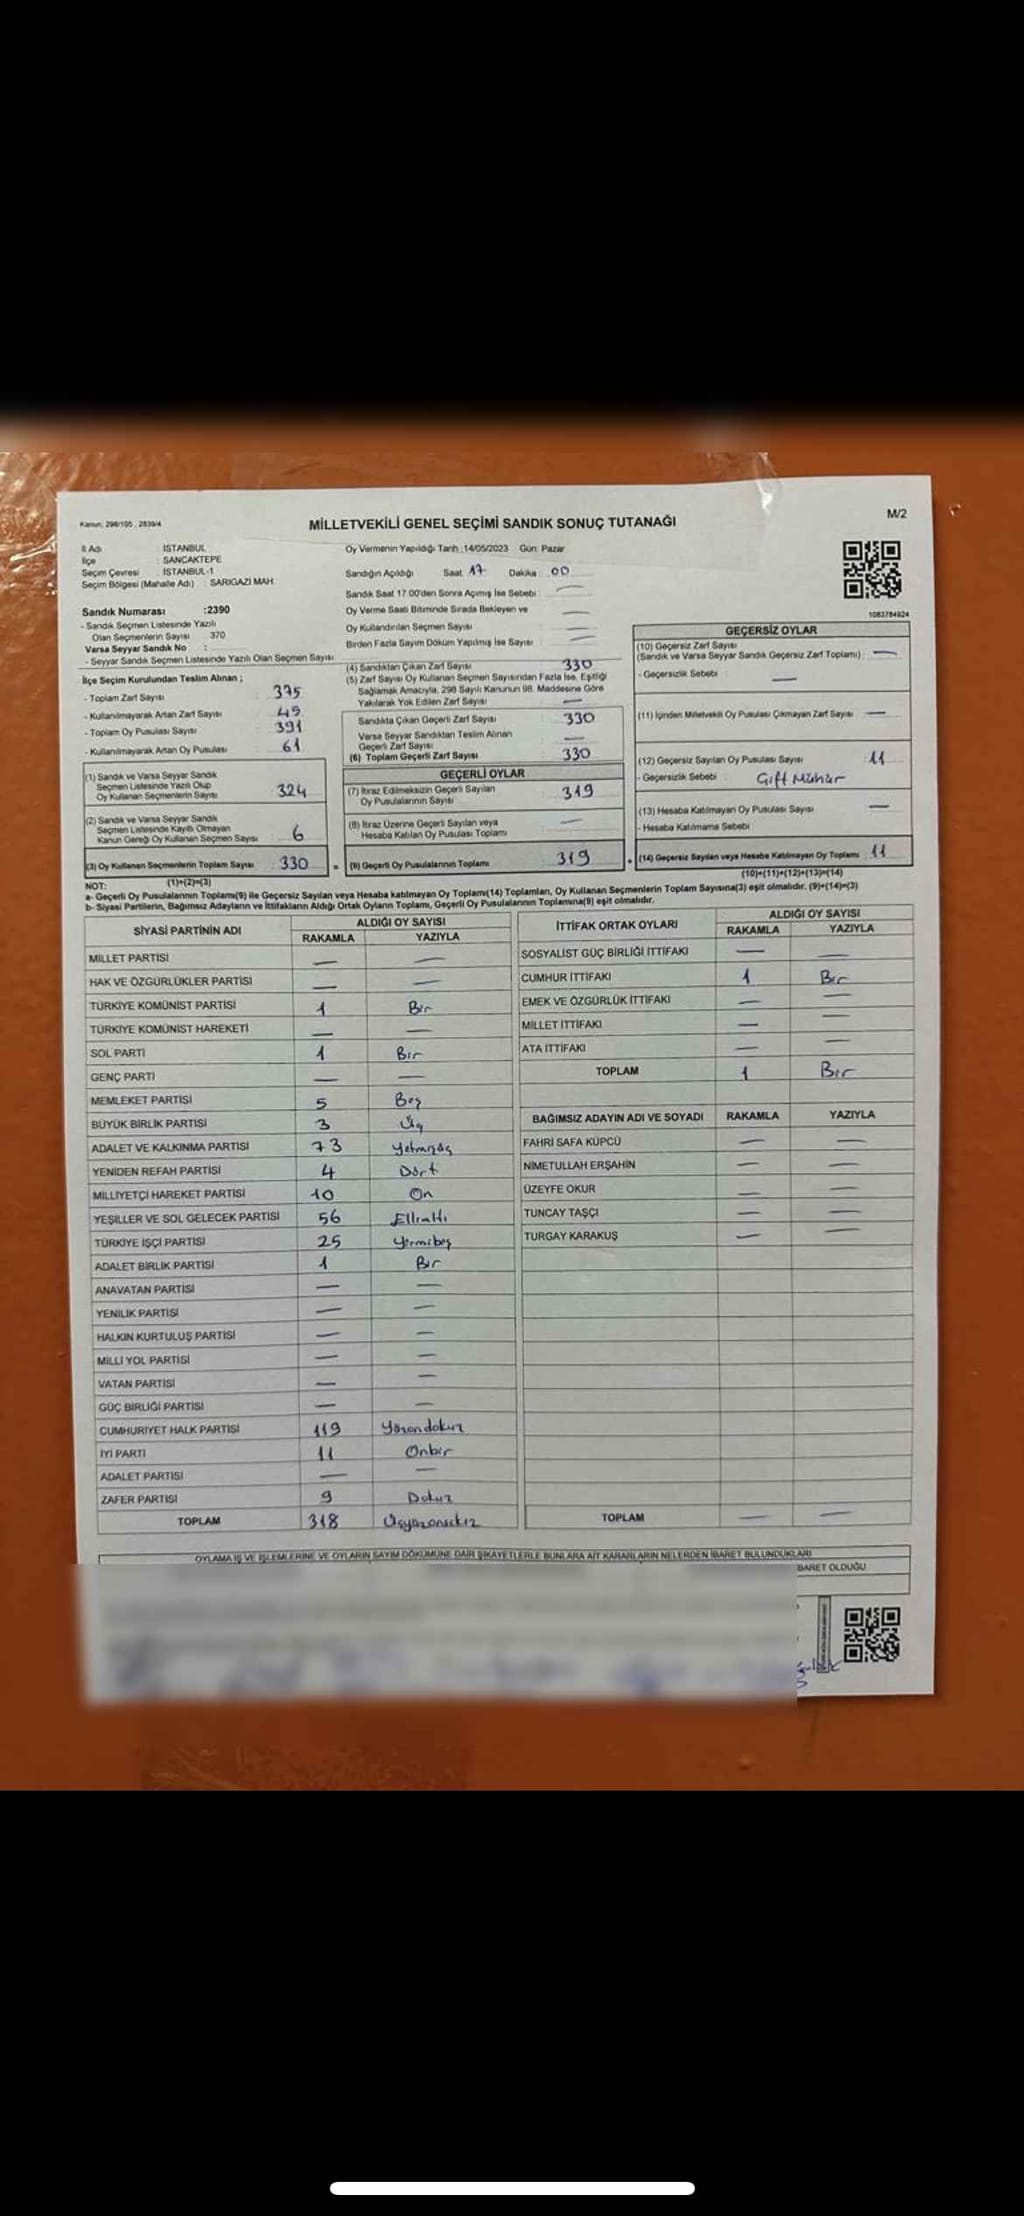 Kanun; 298/105 , 2839/4
MİLLETVEKİLİ GENEL SEÇİMİ SANDIK SONUÇ TUTANAĞI
M/2
İl Adı : İSTANBUL
İlçe : SANCAKTEPE
Seçim Çevresi : İSTANBUL-1
Seçim Bölgesi (Mahalle Adı) : SARIGAZİ MAH.
Sandık Numarası :2390
- Sandık Seçmen Listesinde Yazılı
Olan Seçmenlerin Sayısı 370
Varsa Seyyar Sandık No :
- Seyyar Sandık Seçmen Listesinde Yazılı Olan Seçmen Sayısı
İlçe Seçim Kurulundan Teslim Alınan ;
- Toplam Zarf Sayısı 375
- Kullanılmayarak Artan Zarf Sayısı 45
- Toplam Oy Pusulası Sayısı 391
- Kullanılmayarak Artan Oy Pusulası 61
(1) Sandık ve Varsa Seyyar Sandık
Seçmen Listesinde Yazılı Olup
Oy Kullanan Seçmenlerin Sayısı 324
(2) Sandık ve Varsa Seyyar Sandık
Seçmen Listesinde Kayıtlı Olmayan
Kanun Gereği Oy Kullanan Seçmen Sayısı 6
(3) Oy Kullanan Seçmenlerin Toplam Sayısı 330 =
(1)+(2)=(3)
Oy Vermenin Yapıldığı Tarih :14/05/2023 Gün: Pazar
Sandığın Açıldığı Saat 17 Dakika : 00
Sandık Saat 17.00'den Sonra Açılmış İse Sebebi : —
Oy Verme Saati Bitiminde Sırada Bekleyen ve
Oy Kullandırılan Seçmen Sayısı —
Birden Fazla Sayım Döküm Yapılmış İse Sayısı —
(4) Sandıktan Çıkan Zarf Sayısı 330
(5) Zarf Sayısı Oy Kullanan Seçmen Sayısından Fazla İse, Eşitliği
Sağlamak Amacıyla, 298 Sayılı Kanunun 98. Maddesine Göre
Yakılarak Yok Edilen Zarf Sayısı —
Sandıkta Çıkan Geçerli Zarf Sayısı 330
Varsa Seyyar Sandıktan Teslim Alınan
Geçerli Zarf Sayısı —
(6) Toplam Geçerli Zarf Sayısı 330
GEÇERLİ OYLAR
(7) İtiraz Edilmeksizin Geçerli Sayılan
Oy Pusulalarının Sayısı 319
(8) İtiraz Üzerine Geçerli Sayılan veya
Hesaba Katılan Oy Pusulası Toplamı —
(9) Geçerli Oy Pusulalarının Toplamı 319 +
1083784924
GEÇERSİZ OYLAR
(10) Geçersiz Zarf Sayısı
(Sandık ve Varsa Seyyar Sandık Geçersiz Zarf Toplamı) : —
- Geçersizlik Sebebi : —
(11) İçinden Milletvekili Oy Pusulası Çıkmayan Zarf Sayısı : —
(12) Geçersiz Sayılan Oy Pusulası Sayısı : 11
- Geçersizlik Sebebi : Çift Mühür
(13) Hesaba Katılmayan Oy Pusulası Sayısı : —
- Hesaba Katılmama Sebebi :
(14) Geçersiz Sayılan veya Hesaba Katılmayan Oy Toplamı : 11
(10)+(11)+(12)+(13)=(14)
NOT:
a- Geçerli Oy Pusulalarının Toplamı(9) ile Geçersiz Sayılan veya Hesaba katılmayan Oy Toplamı(14) Toplamları, Oy Kullanan Seçmenlerin Toplam Sayısına(3) eşit olmalıdır. (9)+(14)=(3)
b- Siyasi Partilerin, Bağımsız Adayların ve İttifakların Aldığı Ortak Oyların Toplamı, Geçerli Oy Pusulalarının Toplamına(9) eşit olmalıdır.
SİYASİ PARTİNİN ADI ALDIĞI OY SAYISI
RAKAMLA YAZIYLA
MİLLET PARTİSİ — —
HAK VE ÖZGÜRLÜKLER PARTİSİ — —
TÜRKİYE KOMÜNİST PARTİSİ 1 Bir
TÜRKİYE KOMÜNİST HAREKETİ — —
SOL PARTİ 1 Bir
GENÇ PARTİ — —
MEMLEKET PARTİSİ 5 Beş
BÜYÜK BİRLİK PARTİSİ 3 Üç
ADALET VE KALKINMA PARTİSİ 73 Yetmişüç
YENİDEN REFAH PARTİSİ 4 Dört
MİLLİYETÇİ HAREKET PARTİSİ 10 On
YEŞİLLER VE SOL GELECEK PARTİSİ 56 Ellialtı
TÜRKİYE İŞÇİ PARTİSİ 25 Yirmibeş
ADALET BİRLİK PARTİSİ 1 Bir
ANAVATAN PARTİSİ — —
YENİLİK PARTİSİ — —
HALKIN KURTULUŞ PARTİSİ — —
MİLLİ YOL PARTİSİ — —
VATAN PARTİSİ — —
GÜÇ BİRLİĞİ PARTİSİ — —
CUMHURİYET HALK PARTİSİ 119 Yüzondokuz
İYİ PARTİ 11 Onbir
ADALET PARTİSİ — —
ZAFER PARTİSİ 9 Dokuz
TOPLAM 318 Üçyüzonsekiz
İTTİFAK ORTAK OYLARI ALDIĞI OY SAYISI
RAKAMLA YAZIYLA
SOSYALİST GÜÇ BİRLİĞİ İTTİFAKI — —
CUMHUR İTTİFAKI 1 Bir
EMEK VE ÖZGÜRLÜK İTTİFAKI — —
MİLLET İTTİFAKI — —
ATA İTTİFAKI — —
TOPLAM 1 Bir
BAĞIMSIZ ADAYIN ADI VE SOYADI RAKAMLA YAZIYLA
FAHRİ SAFA KÜPCÜ — —
NİMETULLAH ERŞAHİN — —
ÜZEYFE OKUR — —
TUNCAY TAŞÇI — —
TURGAY KARAKUŞ — —
TOPLAM — —
OYLAMA İŞ VE İŞLEMLERİNE VE OYLARIN SAYIM DÖKÜMÜNE DAİR ŞİKAYETLERLE BUNLARA AİT KARARLARIN NELERDEN İBARET BULUNDUKLARI
BARET OLDUĞU